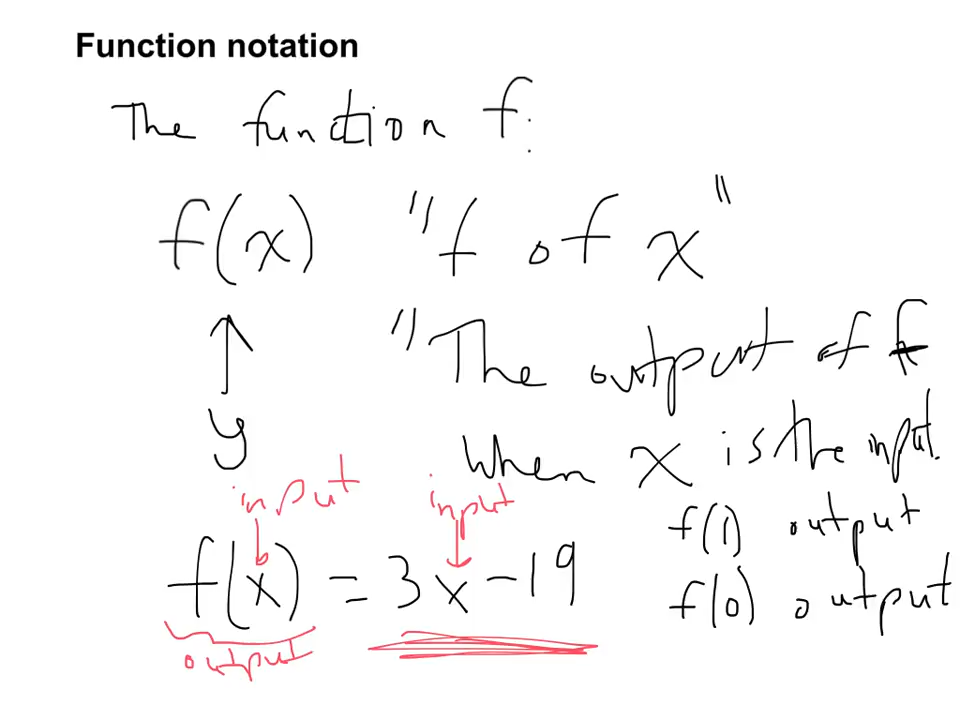 Function notation
The function f:
f(x) "f of x"
"The output of f
y when x is the input.
input input
f(1) output
f(x) = 3x - 19
f(0) output
output